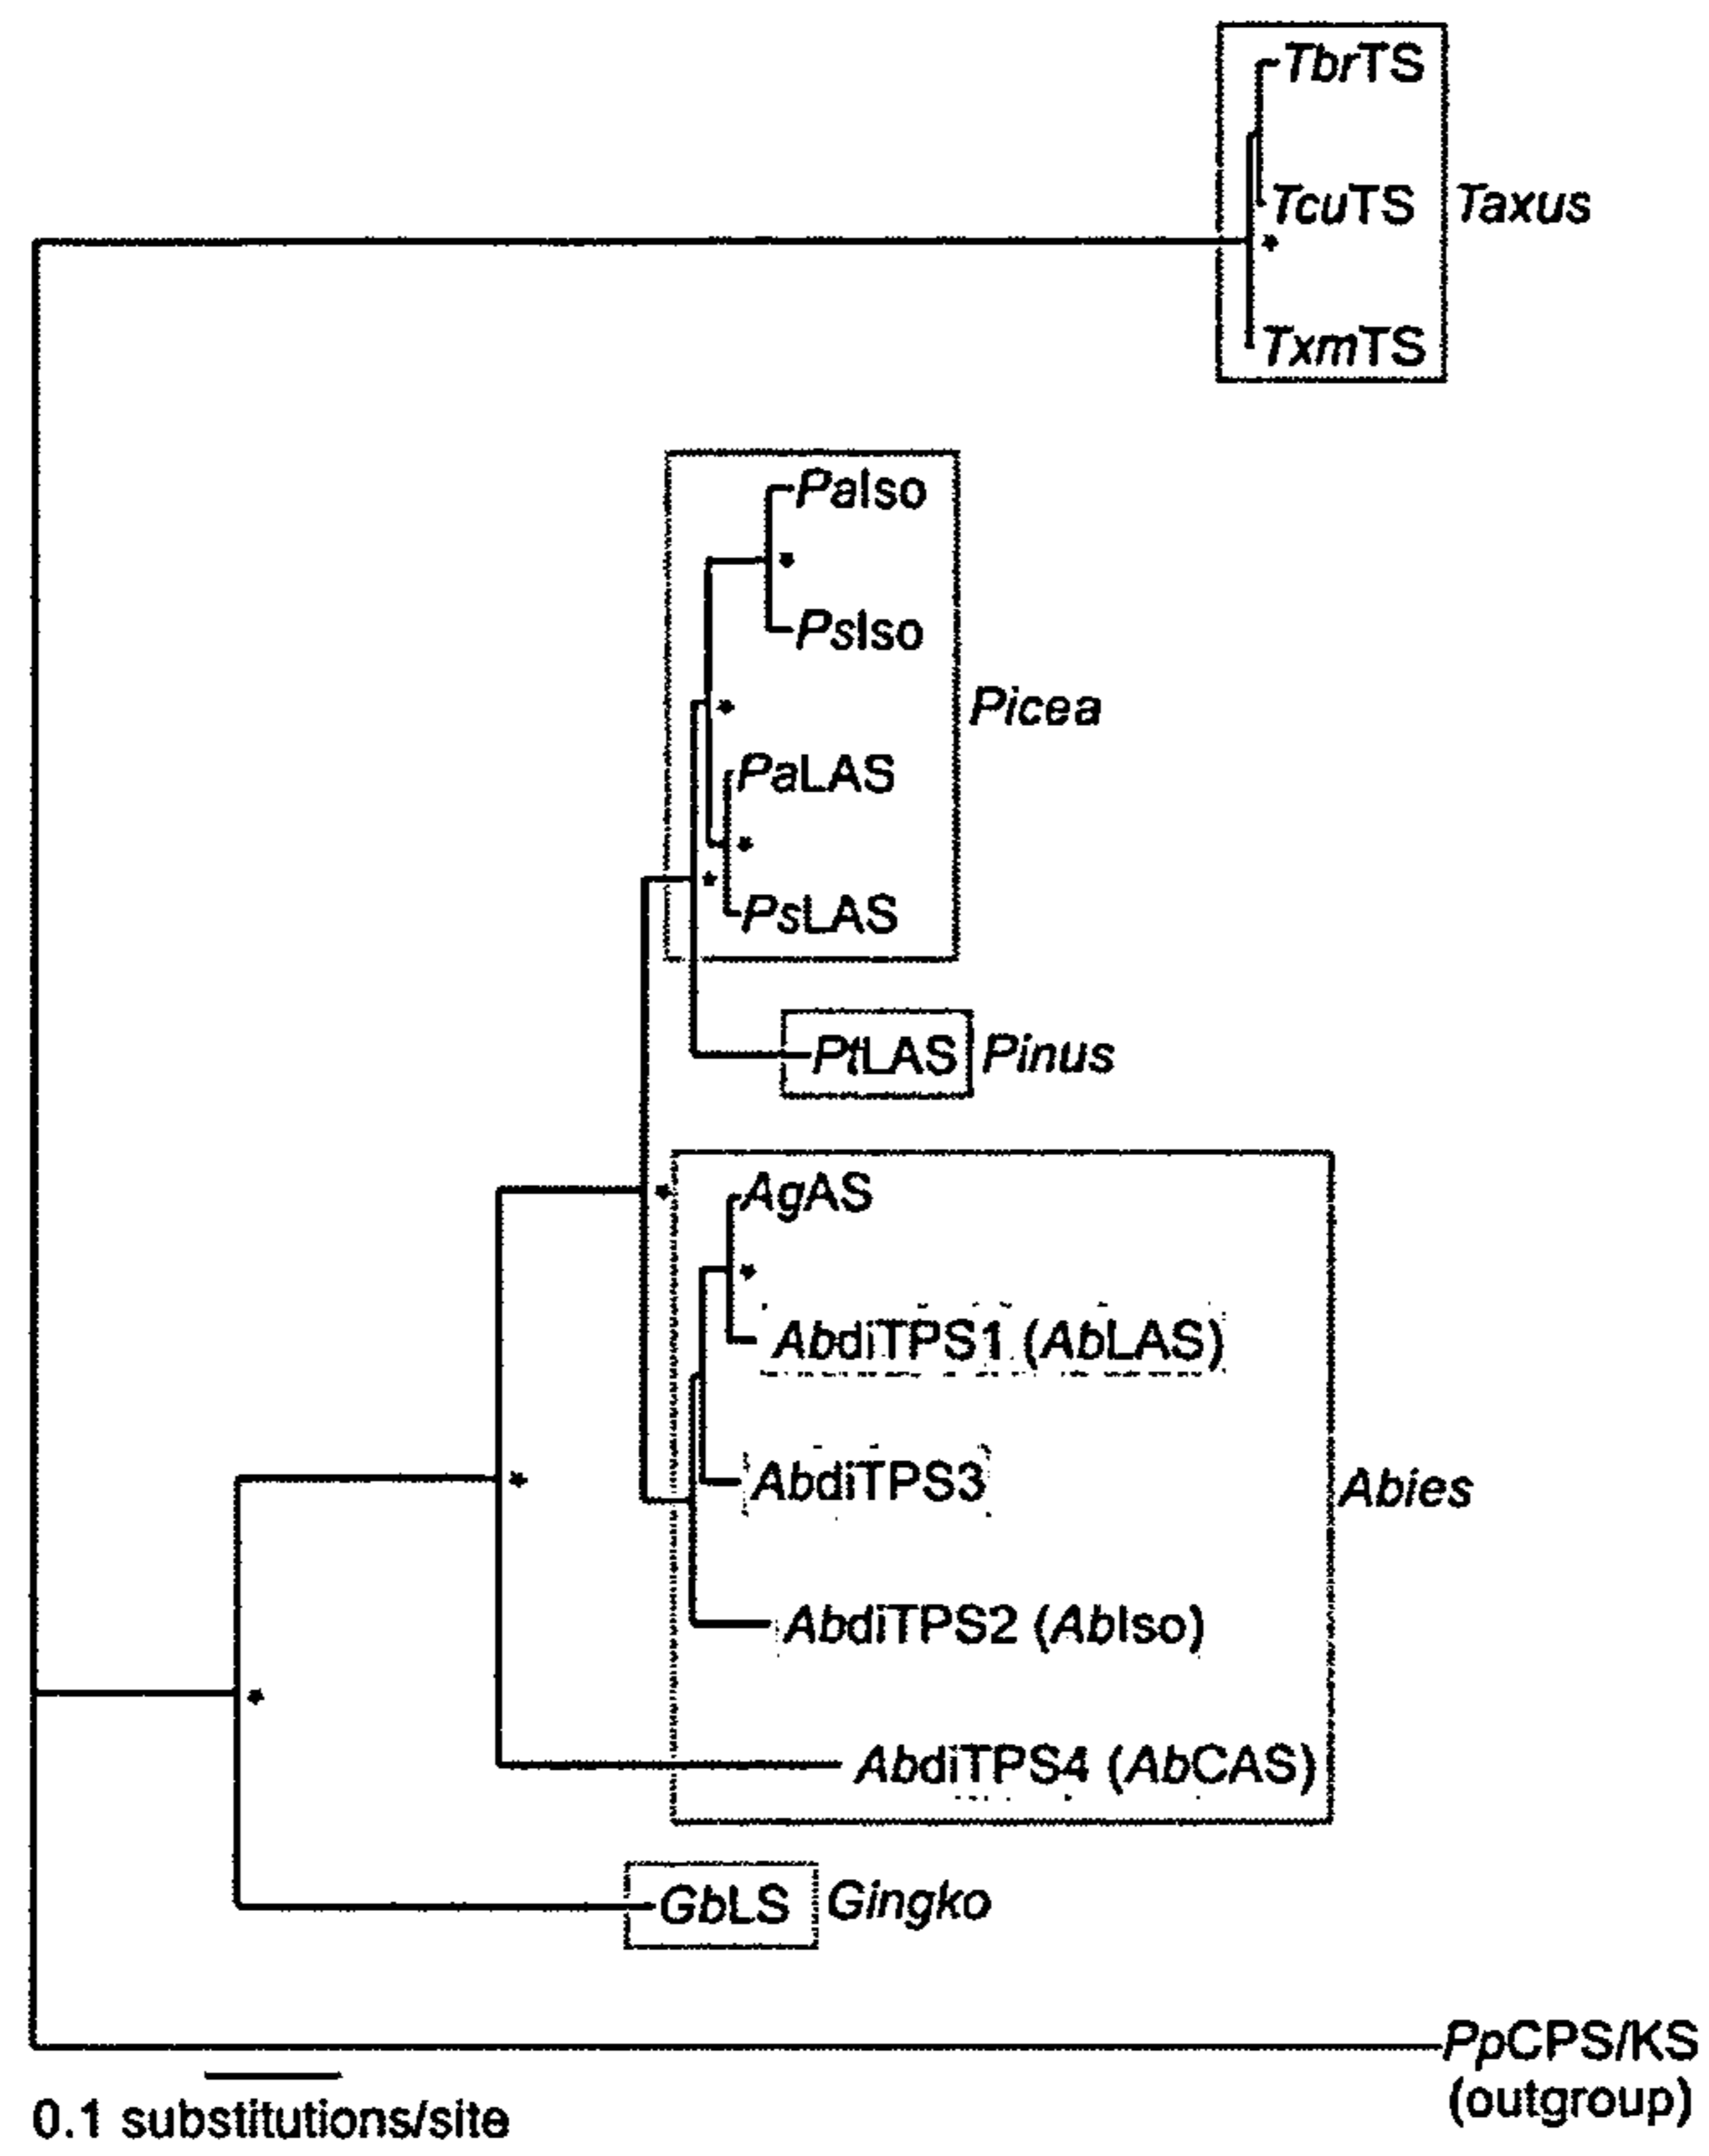 TbrTS
TcuTS
Taxus
TxmTS
PaIso
PsIso
Picea
PaLAS
PsLAS
PtLAS
Pinus
AgAS
AbdiTPS1 (AbLAS)
AbdiTPS3
Abies
AbdiTPS2 (AbIso)
AbdiTPS4 (AbCAS)
GbLS
Gingko
PpCPS/KS
(outgroup)
0.1 substitutions/site